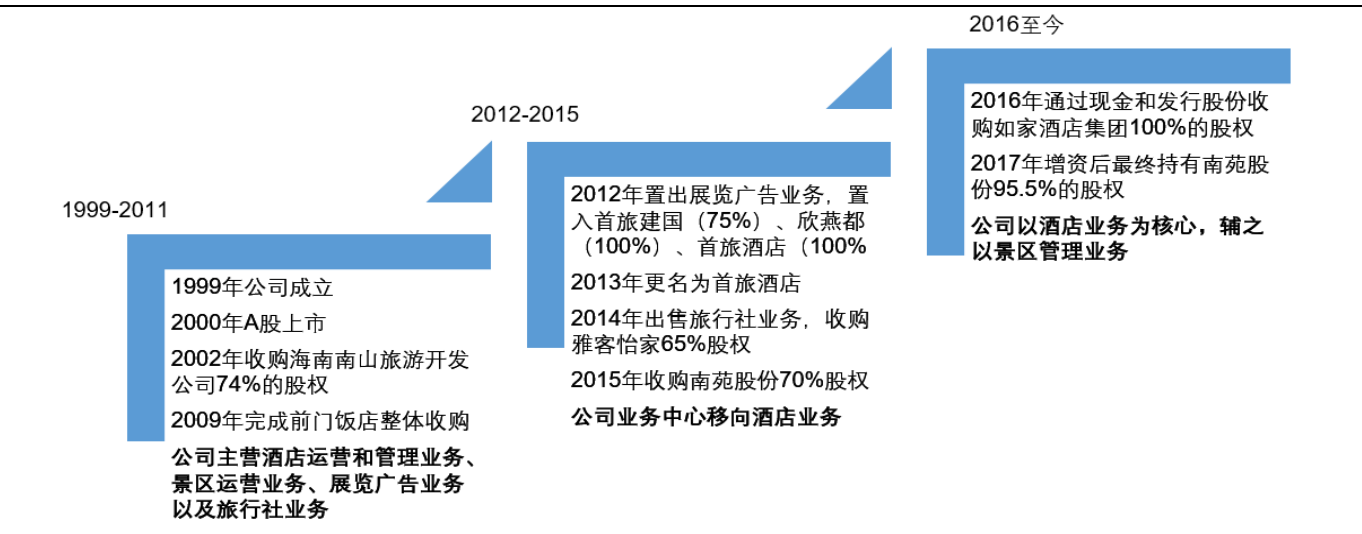 1999-2011
1999年公司成立
2000年A股上市
2002年收购海南南山旅游开发
公司74%的股权
2009年完成前门饭店整体收购
公司主营酒店运营和管理业务、
景区运营业务、展览广告业务
以及旅行社业务
2012-2015
2012年置出展览广告业务，置
入首旅建国（75%）、欣燕都
（100%）、首旅酒店（100%
2013年更名为首旅酒店
2014年出售旅行社业务，收购
雅客怡家65%股权
2015年收购南苑股份70%股权
公司业务中心移向酒店业务
2016至今
2016年通过现金和发行股份收
购如家酒店集团100%的股权
2017年增资后最终持有南苑股
份95.5%的股权
公司以酒店业务为核心，辅之
以景区管理业务